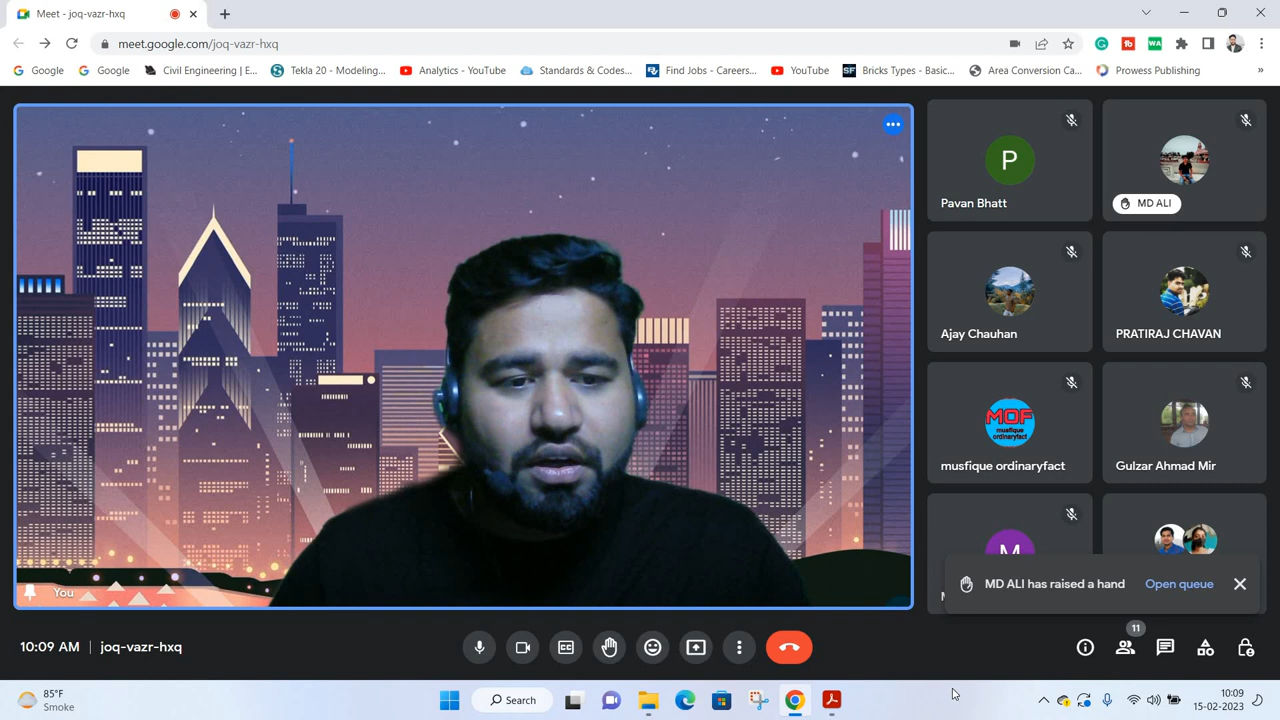 Meet - joq-vazr-hxq
meet.google.com/joq-vazr-hxq
Google
Google
Civil Engineering | E...
Tekla 20 - Modeling...
Analytics - YouTube
Standards & Codes...
Find Jobs - Careers...
YouTube
SF
Bricks Types - Basic...
Area Conversion Ca...
Prowess Publishing
»
P
Pavan Bhatt
MD ALI
Ajay Chauhan
PRATIRAJ CHAVAN
MOF
musfique
ordinaryfact
musfique ordinaryfact
Gulzar Ahmad Mir
M
MD ALI has raised a hand
Open queue
You
10:09 AM | joq-vazr-hxq
11
85°F
Smoke
Search
10:09
15-02-2023